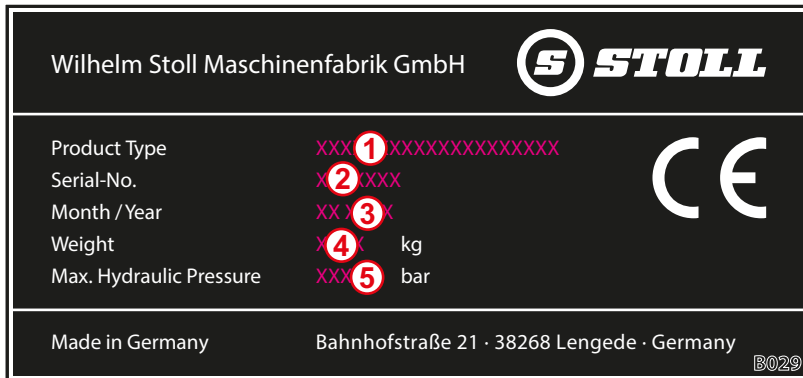 Wilhelm Stoll Maschinenfabrik GmbH
S STOLL
Product Type XXX 1 XXXXXXXXXXXXXX
Serial-No. X 2 XXXX
Month / Year XX X 3 X
Weight X 4 X kg
Max. Hydraulic Pressure XXX 5 bar
CE
Made in Germany Bahnhofstraße 21 · 38268 Lengede · Germany
B029